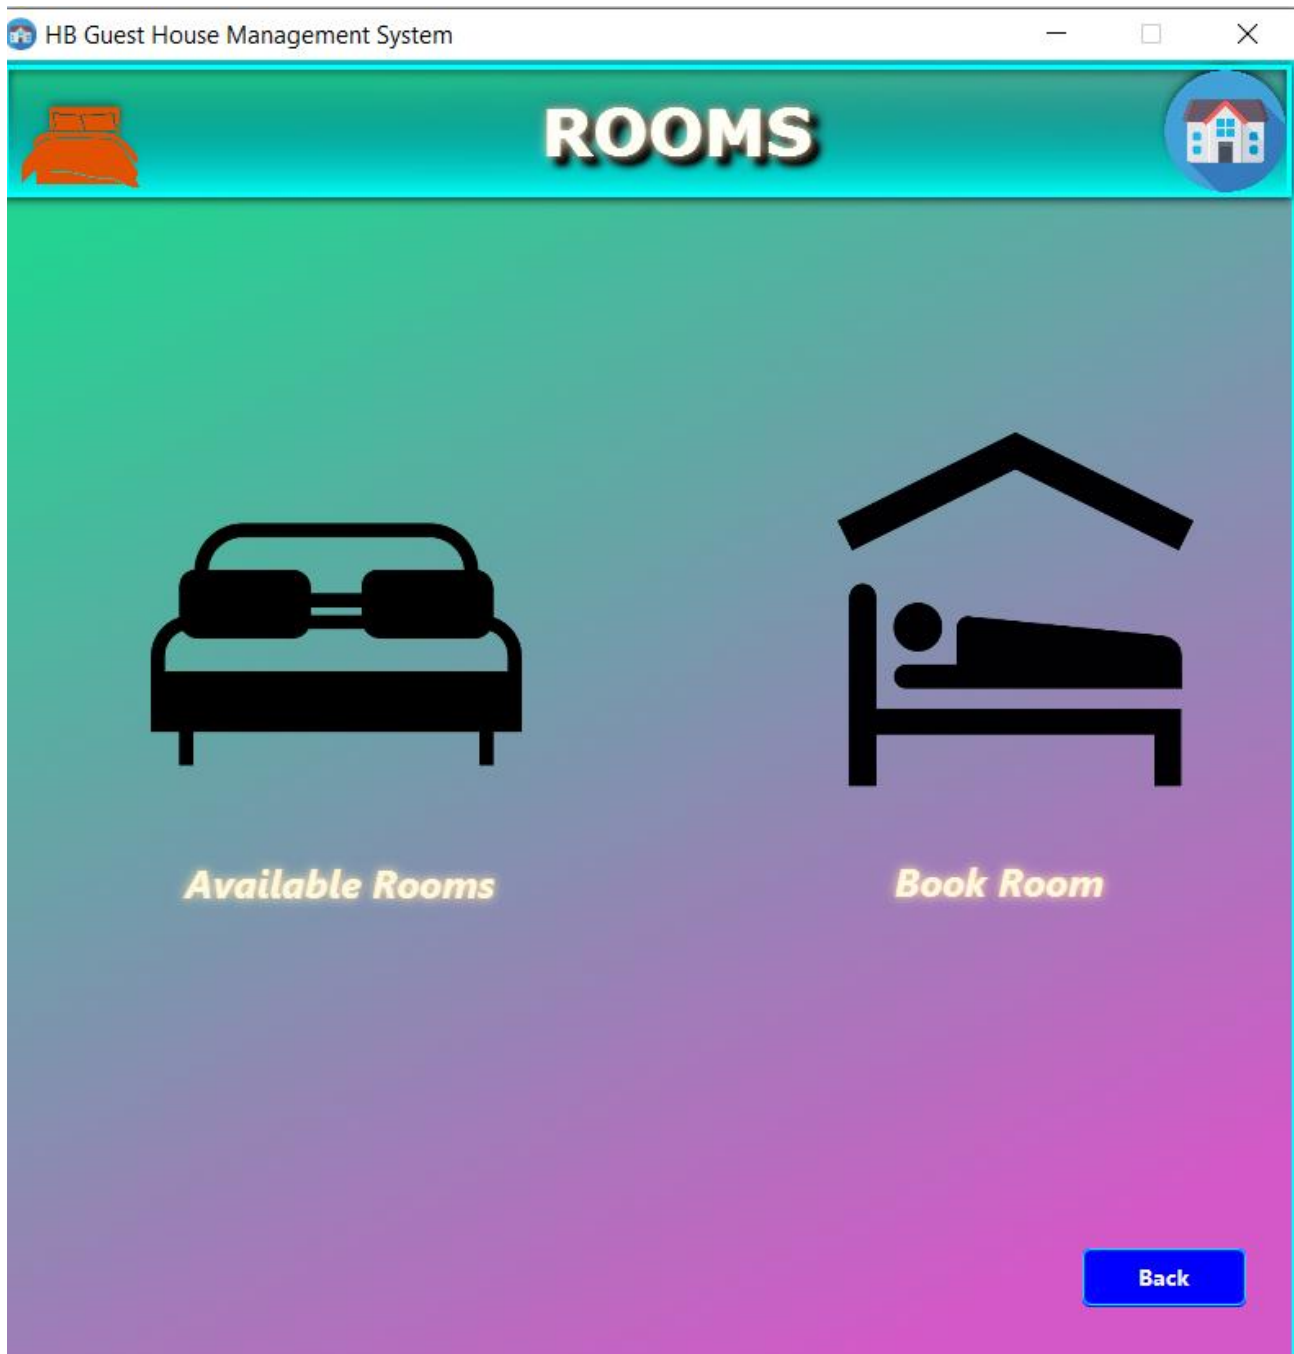 HB Guest House Management System
ROOMS
Available Rooms
Book Room
Back